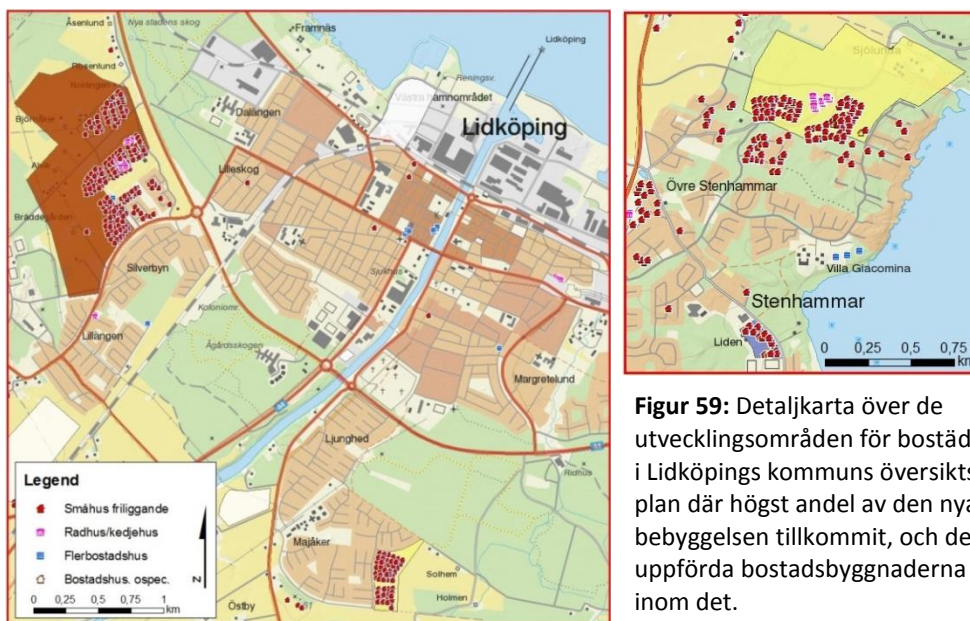 Åsenlund
Nya stadens skog
Framnäs
Lidköping
Rosenlund
Reningsv.
Dalängen
Västra hamnområdet
Lidköping
Lilleskog
Bräddegården
Silverbyn
Sjukhus
Koloniomr
Lillängen
Ågårdsskogen
Margretelund
Ljunghed
Ridhus
Majåker
Solhem
Holmen
Östby
Legend
Småhus friliggande
Radhus/kedjehus
Flerbostadshus
Bostadshus. ospec.
N
0 0,25 0,5 0,75 1
km
Sjölunda
Övre Stenhammar
Villa Giacomina
Stenhammar
Liden
0 0,25 0,5 0,75
km
Figur 59: Detaljkarta över de
utvecklingsområden för bostäd
i Lidköpings kommuns översikts
plan där högst andel av den nya
bebyggelsen tillkommit, och de
uppförda bostadsbyggnaderna
inom det.